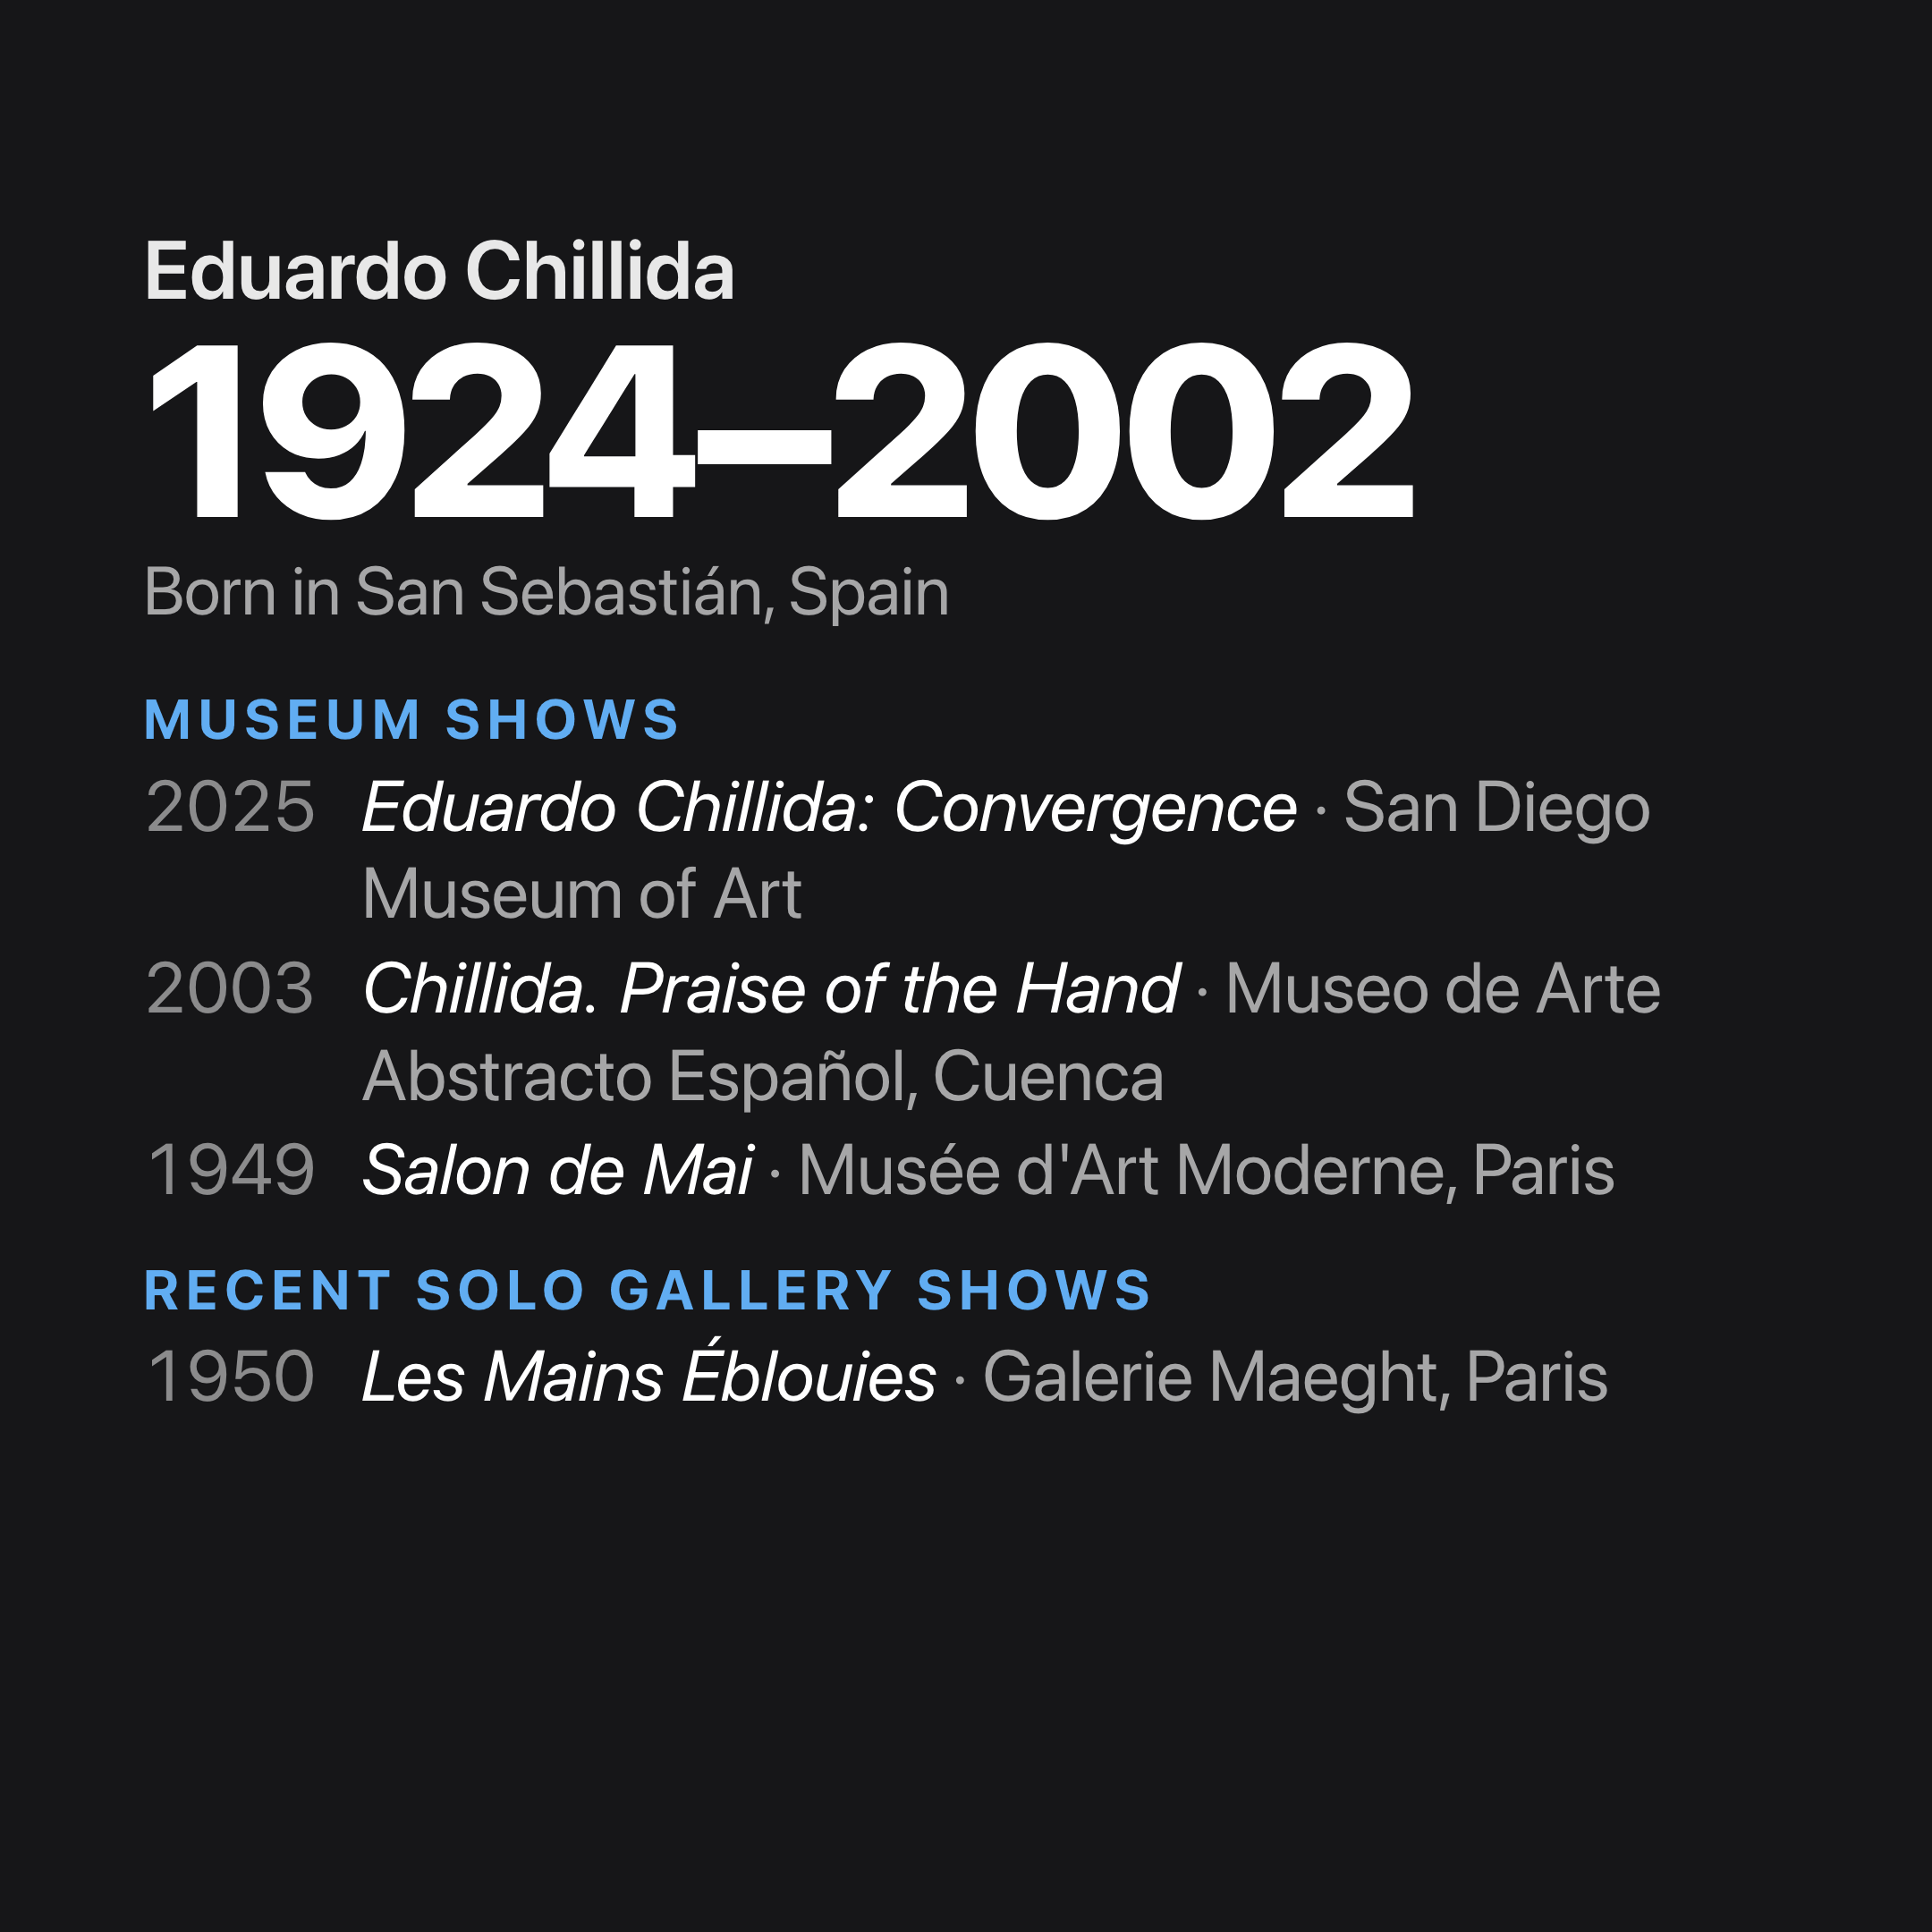 Eduardo Chillida
1924–2002
Born in San Sebastián, Spain
MUSEUM SHOWS
2025 Eduardo Chillida: Convergence · San Diego
Museum of Art
2003 Chillida. Praise of the Hand · Museo de Arte
Abstracto Español, Cuenca
1949 Salon de Mai · Musée d'Art Moderne, Paris
RECENT SOLO GALLERY SHOWS
1950 Les Mains Éblouies · Galerie Maeght, Paris